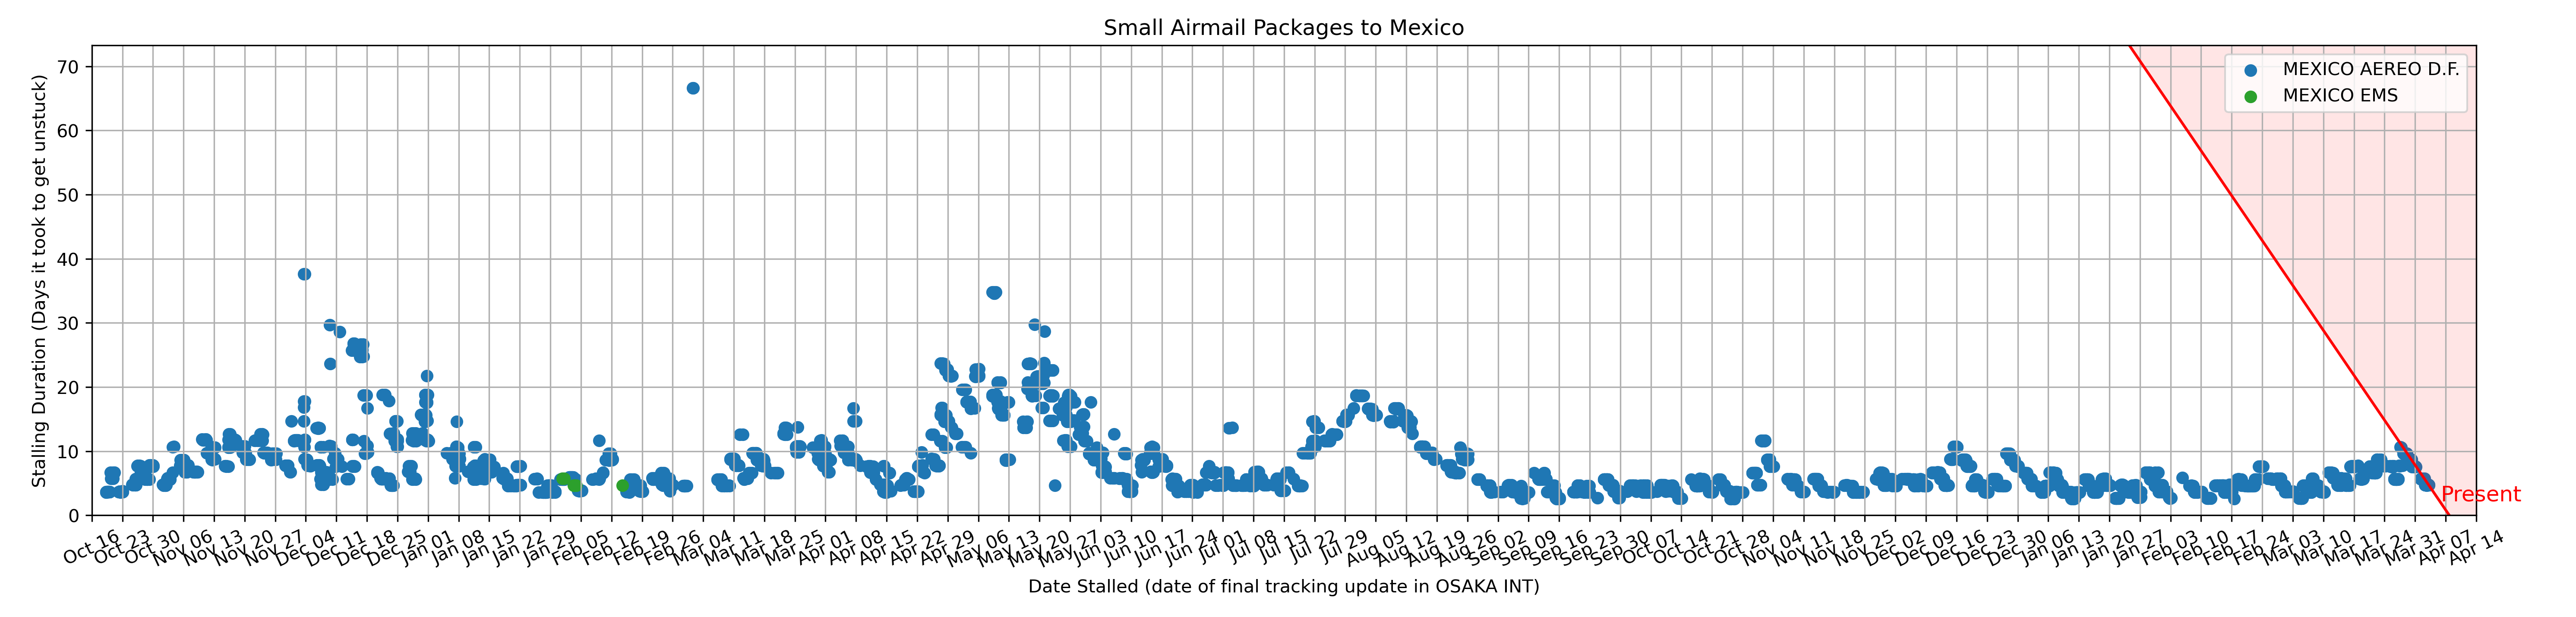 Small Airmail Packages to Mexico
Stalling Duration (Days it took to get unstuck)
70
60
50
40
30
20
10
0
MEXICO AEREO D.F.
MEXICO EMS
Present
Oct 16
Oct 23
Oct 30
Nov 06
Nov 13
Nov 20
Nov 27
Dec 04
Dec 11
Dec 18
Dec 25
Jan 01
Jan 08
Jan 15
Jan 22
Jan 29
Feb 05
Feb 12
Feb 19
Feb 26
Mar 04
Mar 11
Mar 18
Mar 25
Apr 01
Apr 08
Apr 15
Apr 22
Apr 29
May 06
May 13
May 20
May 27
Jun 03
Jun 10
Jun 17
Jun 24
Jul 01
Jul 08
Jul 15
Jul 22
Jul 29
Aug 05
Aug 12
Aug 19
Aug 26
Sep 02
Sep 09
Sep 16
Sep 23
Sep 30
Oct 07
Oct 14
Oct 21
Oct 28
Nov 04
Nov 11
Nov 18
Nov 25
Dec 02
Dec 09
Dec 16
Dec 23
Dec 30
Jan 06
Jan 13
Jan 20
Jan 27
Feb 03
Feb 10
Feb 17
Feb 24
Mar 03
Mar 10
Mar 17
Mar 24
Mar 31
Apr 07
Apr 14
Date Stalled (date of final tracking update in OSAKA INT)